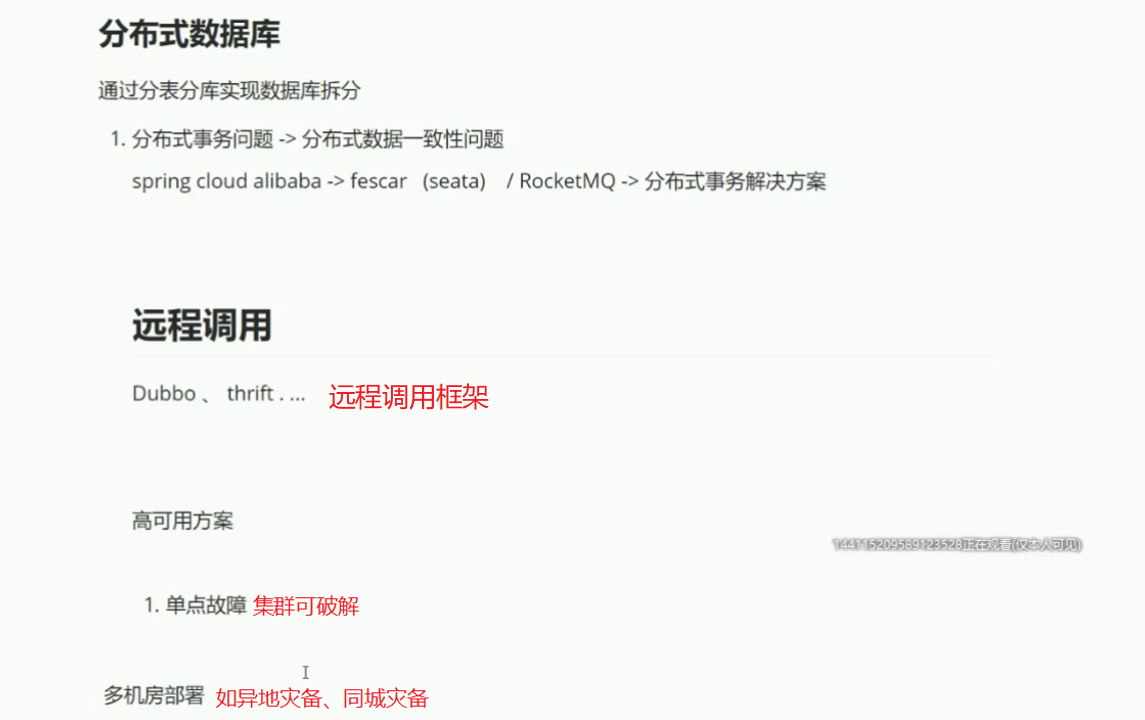 分布式数据库
通过分表分库实现数据库拆分
1. 分布式事务问题 -> 分布式数据一致性问题
spring cloud alibaba -> fescar （seata） / RocketMQ -> 分布式事务解决方案
远程调用
Dubbo 、 thrift . ... 远程调用框架
高可用方案
144115209589123528正在观看(仅本人可见)
1. 单点故障 集群可破解
多机房部署 如异地灾备、同城灾备